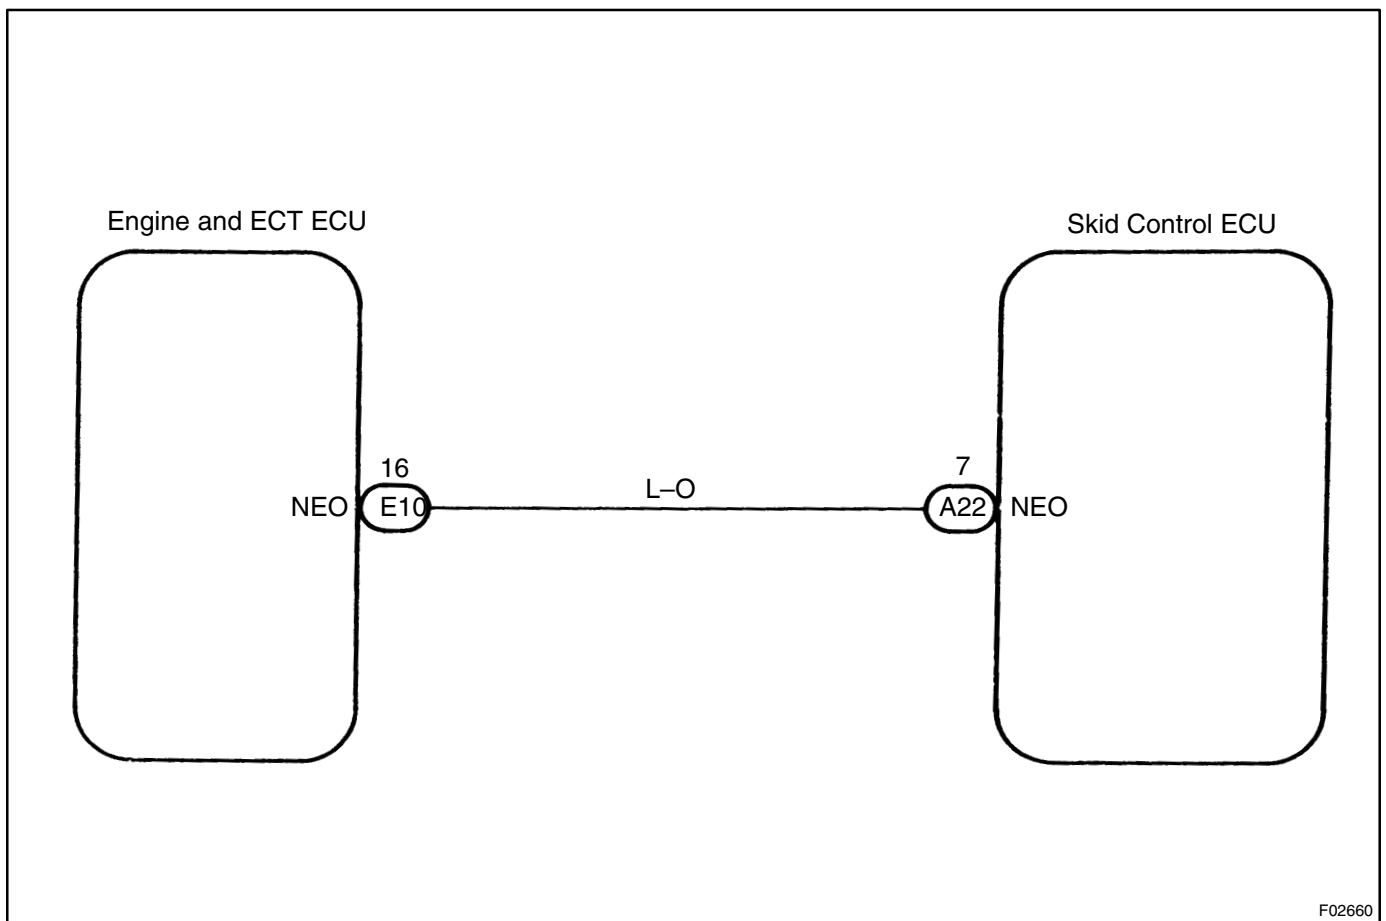 Engine and ECT ECU
Skid Control ECU
16
7
NEO
E10
L–O
A22
NEO
F02660